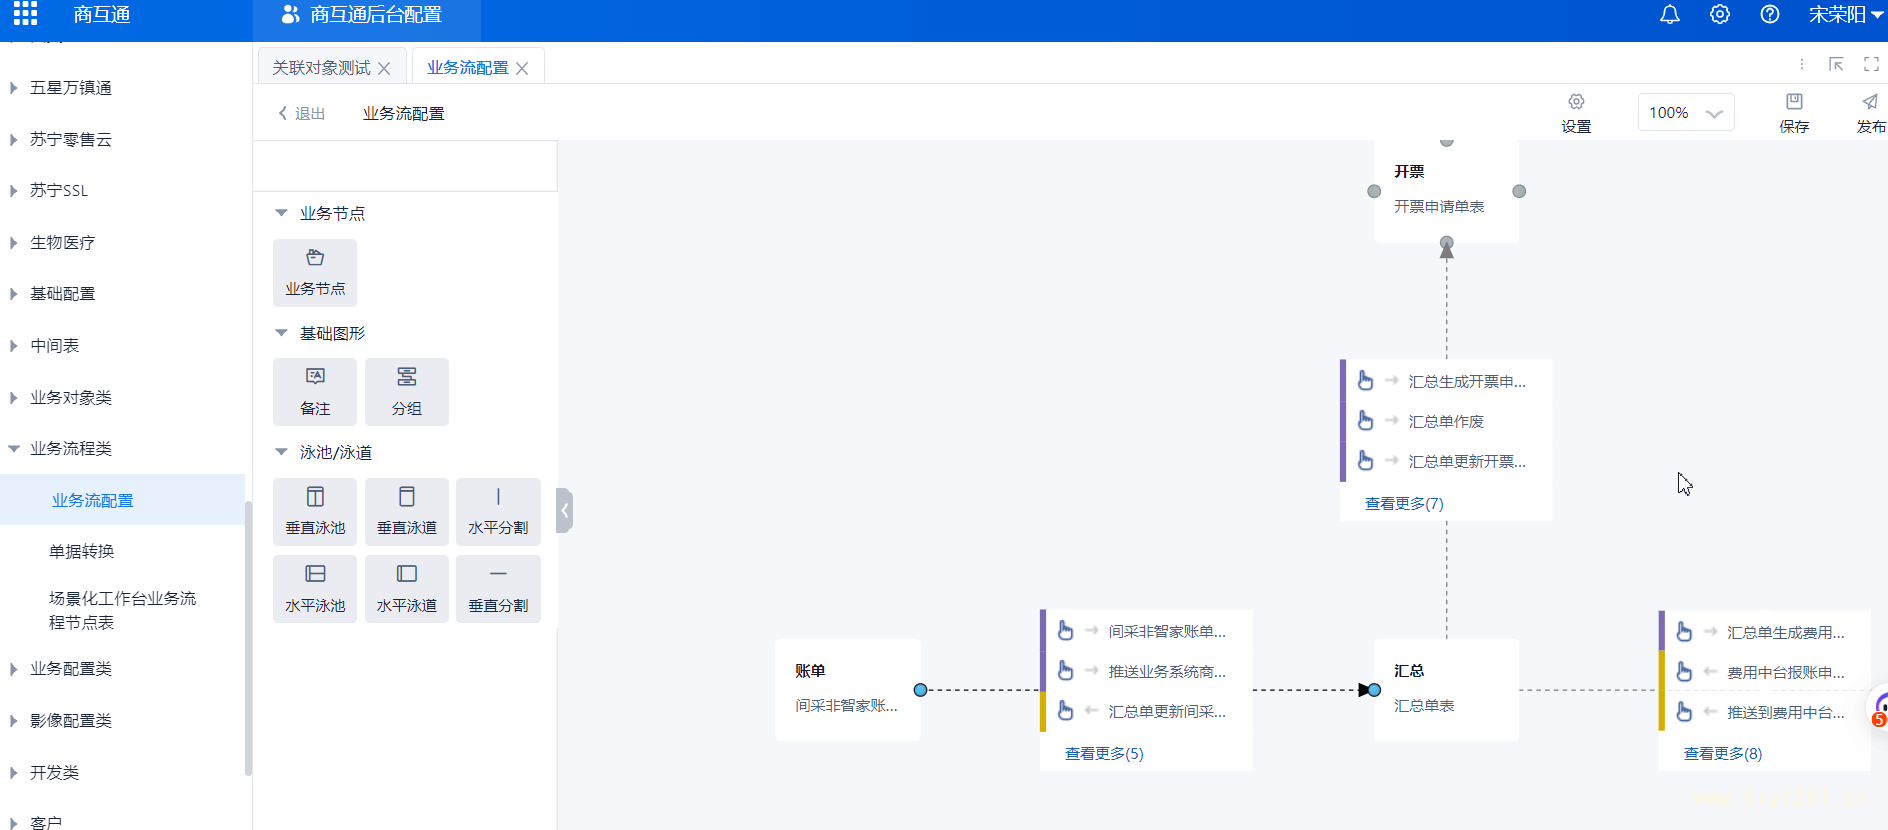 商互通
商互通后台配置
宋荣阳
五星万镇通
苏宁零售云
苏宁SSL
生物医疗
基础配置
中间表
业务对象类
业务流程类
业务流配置
单据转换
场景化工作台业务流
程节点表
业务配置类
影像配置类
开发类
客户
关联对象测试
业务流配置
退出
业务流配置
设置
100%
保存
发布
业务节点
业务节点
基础图形
备注
分组
泳池/泳道
垂直泳池
垂直泳道
水平分割
水平泳池
水平泳道
垂直分割
开票
开票申请单表
汇总生成开票申...
汇总单作废
汇总单更新开票...
查看更多(7)
账单
间采非智家账...
间采非智家账单...
推送业务系统商...
汇总单更新间采...
查看更多(5)
汇总
汇总单表
汇总单生成费用...
费用中台报账申...
推送到费用中台...
查看更多(8)
5